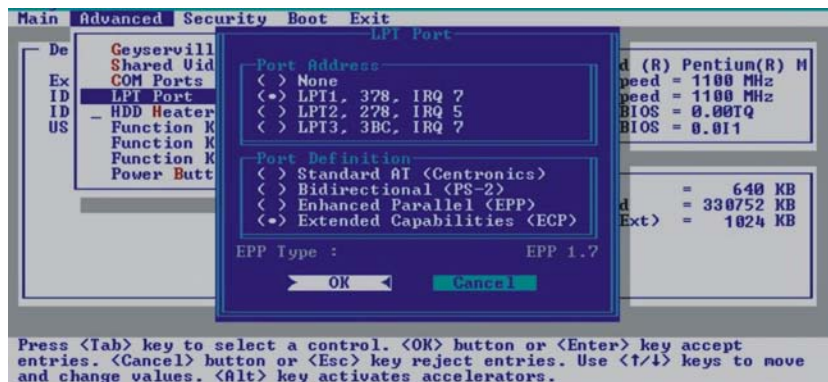 Main Advanced Security Boot Exit
De
Ex
ID
ID
US
Geyservill
Shared Vid
COM Ports
LPT Port
_ HDD Heater
Function K
Function K
Function K
Power Butt
LPT Port
Port Address
( ) None
(•) LPT1, 378, IRQ 7
( ) LPT2, 278, IRQ 5
( ) LPT3, 3BC, IRQ 7
Port Definition
( ) Standard AT (Centronics)
( ) Bidirectional (PS-2)
( ) Enhanced Parallel (EPP)
(•) Extended Capabilities (ECP)
EPP Type : EPP 1.7
OK Cancel
d (R) Pentium(R) M
peed = 1100 MHz
peed = 1100 MHz
BIOS = 0.00TQ
BIOS = 0.0I1
= 640 KB
d = 330752 KB
Ext) = 1024 KB
Press <Tab> key to select a control. <OK> button or <Enter> key accept
entries. <Cancel> button or <Esc> key reject entries. Use <↑/↓> keys to move
and change values. <Alt> key activates accelerators.